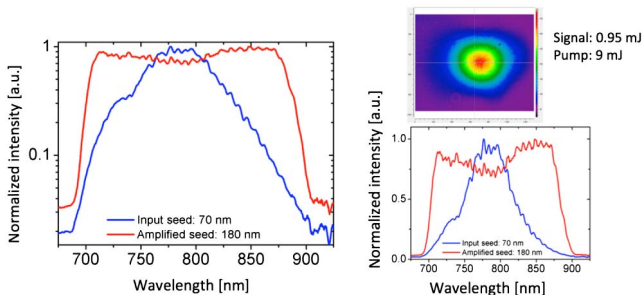 Normalized intensity [a.u.]
1
0.1
Input seed: 70 nm
Amplified seed: 180 nm
700 750 800 850 900
Wavelength [nm]
Signal: 0.95 mJ
Pump: 9 mJ
Normalized intensity [a.u.]
1.0
0.5
0.0
Input seed: 70 nm
Amplified seed: 180 nm
700 750 800 850 900
Wavelength [nm]